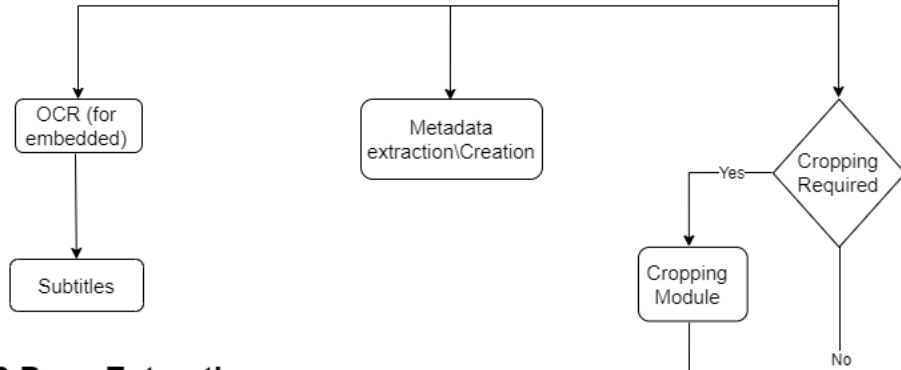 OCR (for
embedded)
Metadata
extraction\Creation
Cropping
Required
Yes
Subtitles
Cropping
Module
No